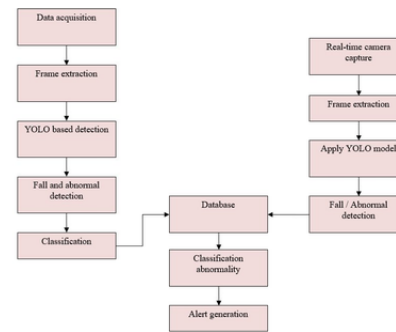 Data acquisition
Frame extraction
YOLO based detection
Fall and abnormal
detection
Classification
Real-time camera
capture
Frame extraction
Apply YOLO model
Fall / Abnormal
detection
Database
Classification
abnormality
Alert generation